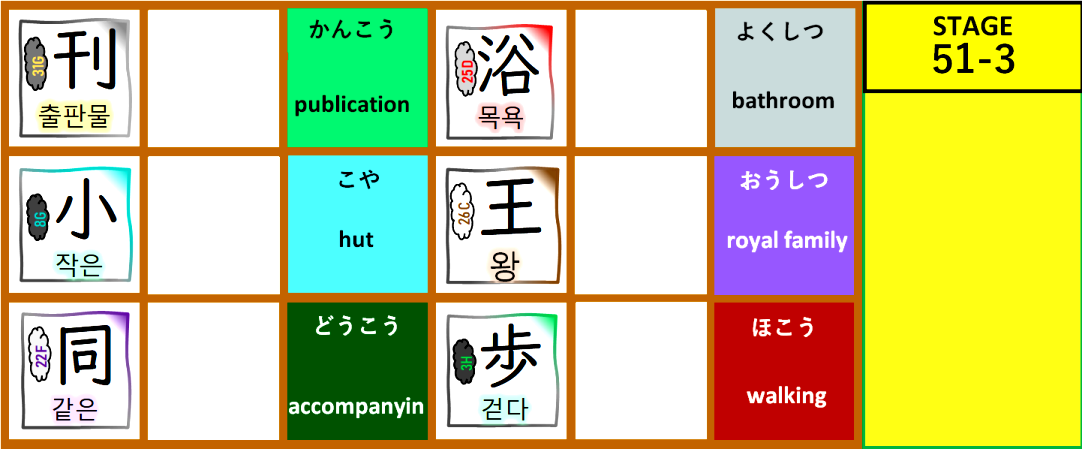 31G
刊
출판물
かんこう
publication
25D
浴
목욕
よくしつ
bathroom
STAGE
51-3
8G
小
작은
こや
hut
26C
王
왕
おうしつ
royal family
22F
同
같은
どうこう
accompanyin
3H
歩
걷다
ほこう
walking